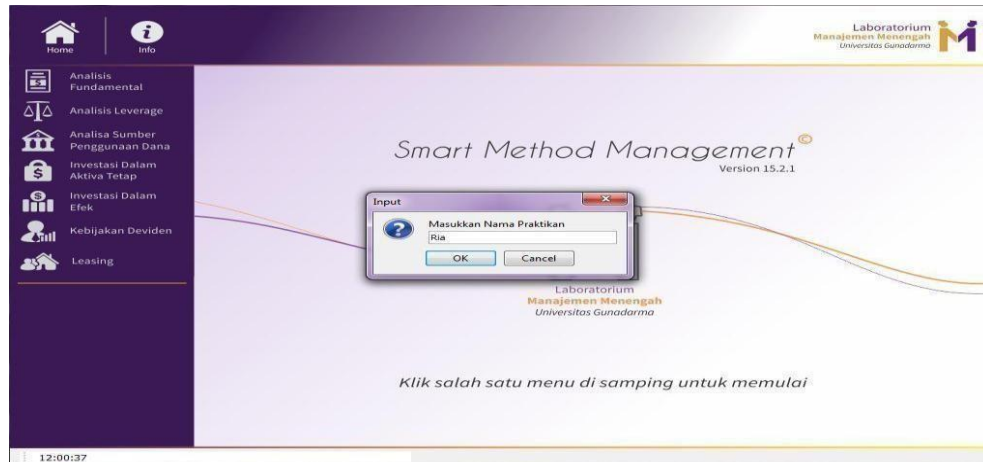 Home
Info
Laboratorium
Manajemen Menengah
Universitas Gunadarma
Analisis
Fundamental
Analisis Leverage
Analisa Sumber
Penggunaan Dana
Investasi Dalam
Aktiva Tetap
Investasi Dalam
Efek
Kebijakan Deviden
Leasing
Smart Method Management©
Version 15.2.1
Input
Masukkan Nama Praktikan
Ria
OK
Cancel
Laboratorium
Manajemen Menengah
Universitas Gunadarma
Klik salah satu menu di samping untuk memulai
12:00:37